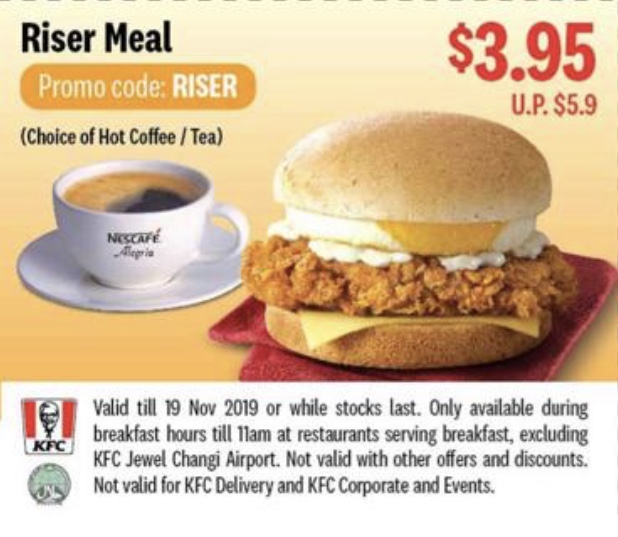 Riser Meal
$3.95
Promo code: RISER
U.P. $5.9
(Choice of Hot Coffee / Tea)
NESCAFÉ
Alegria
Valid till 19 Nov 2019 or while stocks last. Only available during
breakfast hours till 11am at restaurants serving breakfast, excluding
KFC Jewel Changi Airport. Not valid with other offers and discounts.
Not valid for KFC Delivery and KFC Corporate and Events.
KFC